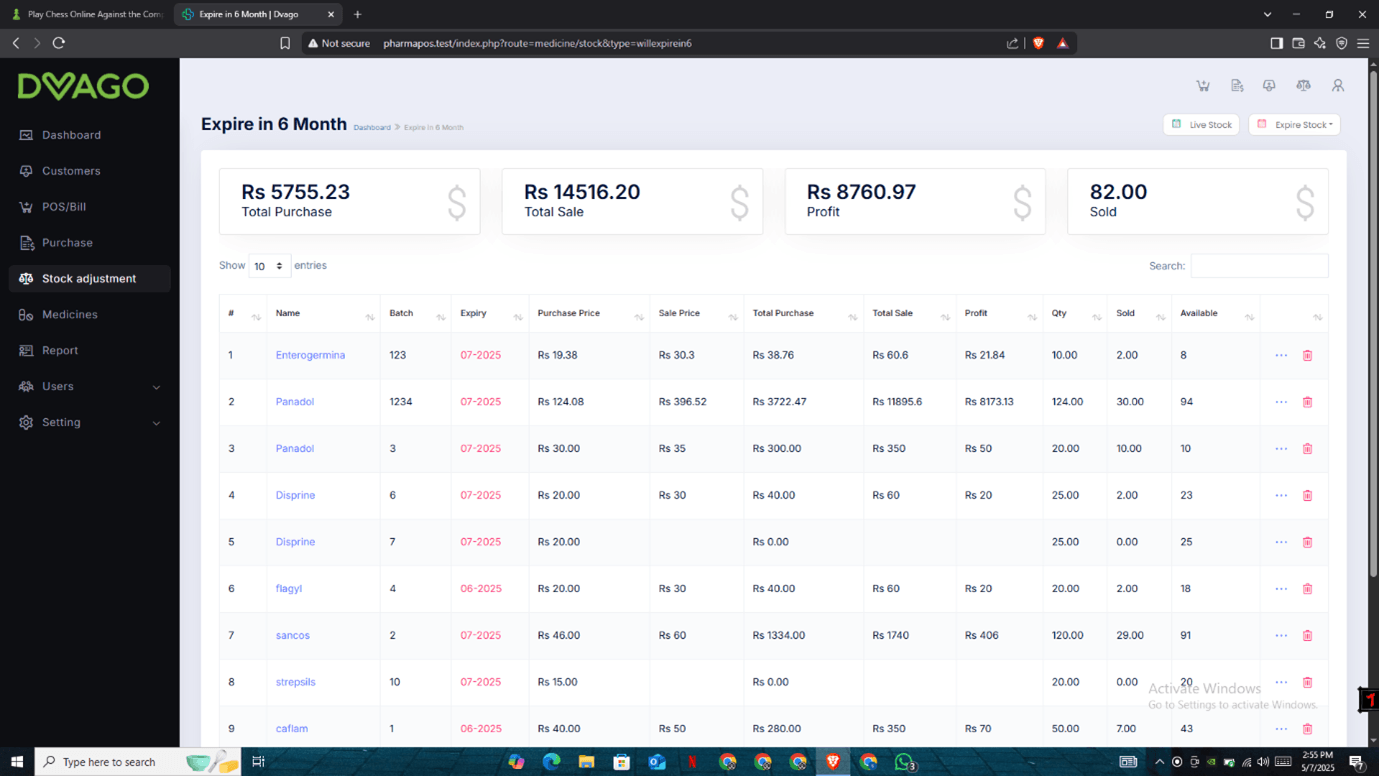 Play Chess Online Against the Com
Expire in 6 Month | Dvago
Not secure pharmapos.test/index.php?route=medicine/stock&type=willexpirein6
DVAGO
Dashboard
Customers
POS/Bill
Purchase
Stock adjustment
Medicines
Report
Users
Setting
Expire in 6 Month Dashboard Expire in 6 Month
Live Stock Expire Stock
Rs 5755.23 Rs 14516.20 Rs 8760.97 82.00
Total Purchase Total Sale Profit Sold
Show 10 entries Search:
# Name Batch Expiry Purchase Price Sale Price Total Purchase Total Sale Profit Qty Sold Available
1 Enterogermina 123 07-2025 Rs 19.38 Rs 30.3 Rs 38.76 Rs 60.6 Rs 21.84 10.00 2.00 8
2 Panadol 1234 07-2025 Rs 124.08 Rs 396.52 Rs 3722.47 Rs 11895.6 Rs 8173.13 124.00 30.00 94
3 Panadol 3 07-2025 Rs 30.00 Rs 35 Rs 300.00 Rs 350 Rs 50 20.00 10.00 10
4 Disprine 6 07-2025 Rs 20.00 Rs 30 Rs 40.00 Rs 60 Rs 20 25.00 2.00 23
5 Disprine 7 07-2025 Rs 20.00 Rs 0.00 25.00 0.00 25
6 flagyl 4 06-2025 Rs 20.00 Rs 30 Rs 40.00 Rs 60 Rs 20 20.00 2.00 18
7 sancos 2 07-2025 Rs 46.00 Rs 60 Rs 1334.00 Rs 1740 Rs 406 120.00 29.00 91
8 strepsils 10 07-2025 Rs 15.00 Rs 0.00 20.00 0.00 20
9 caflam 1 06-2025 Rs 40.00 Rs 50 Rs 280.00 Rs 350 Rs 70 50.00 7.00 43
Activate Windows
Go to Settings to activate Windows.
Type here to search
3
2:55 PM
5/7/2025
7